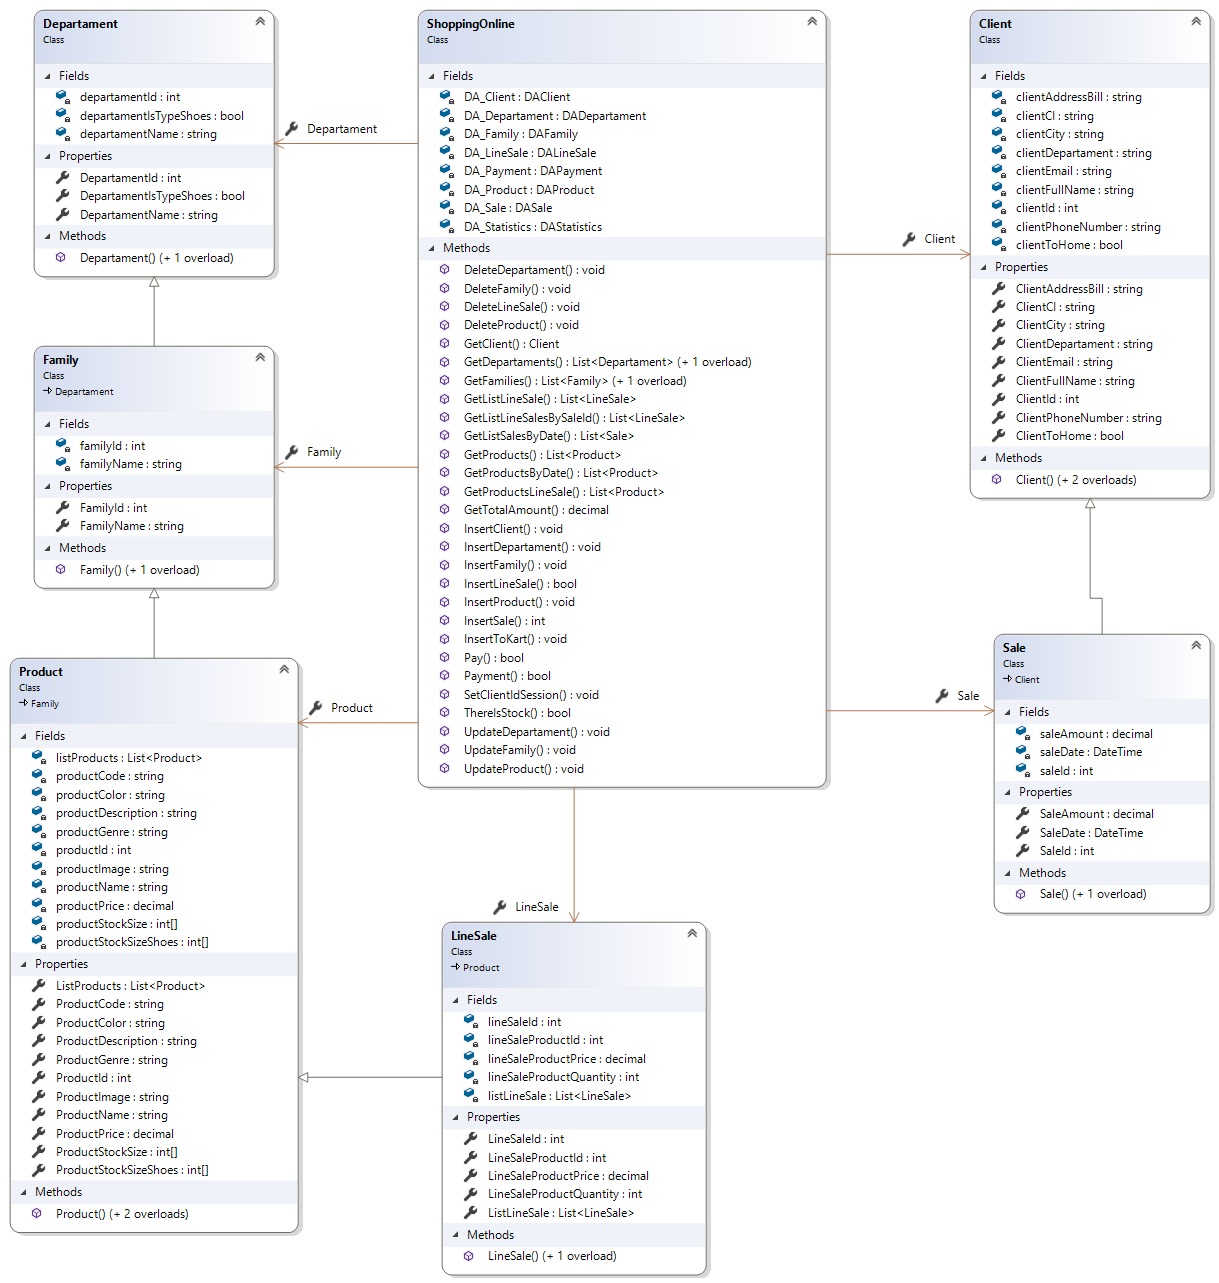 Departament
Class
Fields
departamentId : int
departamentIsTypeShoes : bool
departamentName : string
Properties
DepartamentId : int
DepartamentIsTypeShoes : bool
DepartamentName : string
Methods
Departament() (+ 1 overload)
Departament
ShoppingOnline
Class
Fields
DA_Client : DAClient
DA_Departament : DADepartament
DA_Family : DAFamily
DA_LineSale : DALineSale
DA_Payment : DAPayment
DA_Product : DAProduct
DA_Sale : DASale
DA_Statistics : DAStatistics
Methods
DeleteDepartament() : void
DeleteFamily() : void
DeleteLineSale() : void
DeleteProduct() : void
GetClient() : Client
GetDepartaments() : List<Departament> (+ 1 overload)
GetFamilies() : List<Family> (+ 1 overload)
GetListLineSale() : List<LineSale>
GetListLineSalesBySaleId() : List<LineSale>
GetListSalesByDate() : List<Sale>
GetProducts() : List<Product>
GetProductsByDate() : List<Product>
GetProductsLineSale() : List<Product>
GetTotalAmount() : decimal
InsertClient() : void
InsertDepartament() : void
InsertFamily() : void
InsertLineSale() : bool
InsertProduct() : void
InsertSale() : int
InsertToKart() : void
Pay() : bool
Payment() : bool
SetClientIdSession() : void
ThereIsStock() : bool
UpdateDepartament() : void
UpdateFamily() : void
UpdateProduct() : void
Client
Client
Class
Fields
clientAddressBill : string
clientCI : string
clientCity : string
clientDepartament : string
clientEmail : string
clientFullName : string
clientId : int
clientPhoneNumber : string
clientToHome : bool
Properties
ClientAddressBill : string
ClientCI : string
ClientCity : string
ClientDepartament : string
ClientEmail : string
ClientFullName : string
ClientId : int
ClientPhoneNumber : string
ClientToHome : bool
Methods
Client() (+ 2 overloads)
Family
Class
Departament
Fields
familyId : int
familyName : string
Properties
FamilyId : int
FamilyName : string
Methods
Family() (+ 1 overload)
Family
Product
Class
Family
Fields
listProducts : List<Product>
productCode : string
productColor : string
productDescription : string
productGenre : string
productId : int
productImage : string
productName : string
productPrice : decimal
productStockSize : int[]
productStockSizeShoes : int[]
Properties
ListProducts : List<Product>
ProductCode : string
ProductColor : string
ProductDescription : string
ProductGenre : string
ProductId : int
ProductImage : string
ProductName : string
ProductPrice : decimal
ProductStockSize : int[]
ProductStockSizeShoes : int[]
Methods
Product() (+ 2 overloads)
Product
Sale
Sale
Class
Client
Fields
saleAmount : decimal
saleDate : DateTime
saleId : int
Properties
SaleAmount : decimal
SaleDate : DateTime
SaleId : int
Methods
Sale() (+ 1 overload)
LineSale
LineSale
Class
Product
Fields
lineSaleId : int
lineSaleProductId : int
lineSaleProductPrice : decimal
lineSaleProductQuantity : int
listLineSale : List<LineSale>
Properties
LineSaleId : int
LineSaleProductId : int
LineSaleProductPrice : decimal
LineSaleProductQuantity : int
ListLineSale : List<LineSale>
Methods
LineSale() (+ 1 overload)